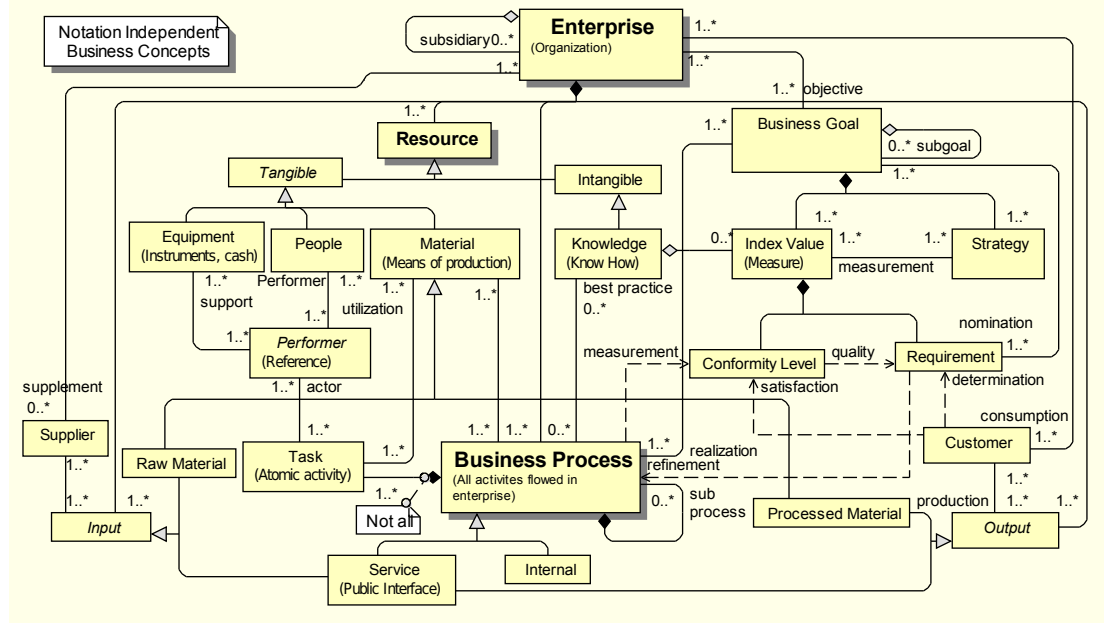 Notation Independent
Business Concepts
subsidiary 0..*
Enterprise
(Organization)
1..*
1..*
1..*
1..*
1..* objective
1..*
Resource
1..*
Business Goal
0..* subgoal
1..*
Tangible
Intangible
Equipment
(Instruments, cash)
People
Material
(Means of production)
Knowledge
(Know How)
0..*
1..*
Index Value
(Measure)
1..*
1..*
1..*
measurement
Strategy
1..*
support
Performer
1..*
utilization
1..*
1..*
best practice
0..*
1..*
1..*
Performer
(Reference)
measurement
Conformity Level
quality
Requirement
nomination
1..*
satisfaction
determination
1..* actor
supplement
0..*
Supplier
1..*
Raw Material
1..*
Task
(Atomic activity)
1..*
1..*
1..*
0..*
Business Process
(All activites flowed in
enterprise)
1..*
realization
refinement
consumption
Customer
1..*
1..*
1..*
1..*
Input
1..*
Not all
0..*
sub
process
Processed Material
production
1..*
1..*
Output
Service
(Public Interface)
Internal